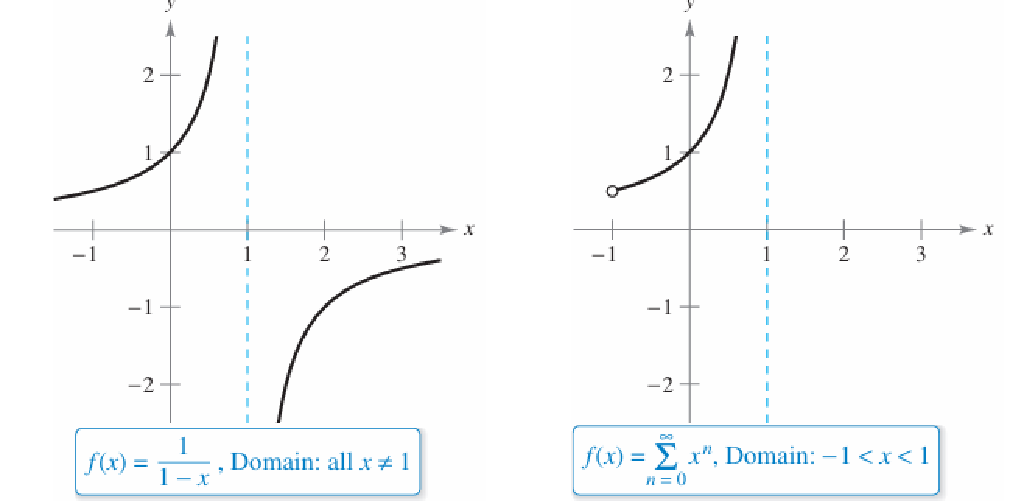 y
2
1
−1
1
2
3
x
−1
−2
f(x) = 1/(1 − x), Domain: all x ≠ 1
y
2
1
−1
1
2
3
x
−1
−2
f(x) = ∑_{n = 0}^{∞} xⁿ, Domain: −1 < x < 1